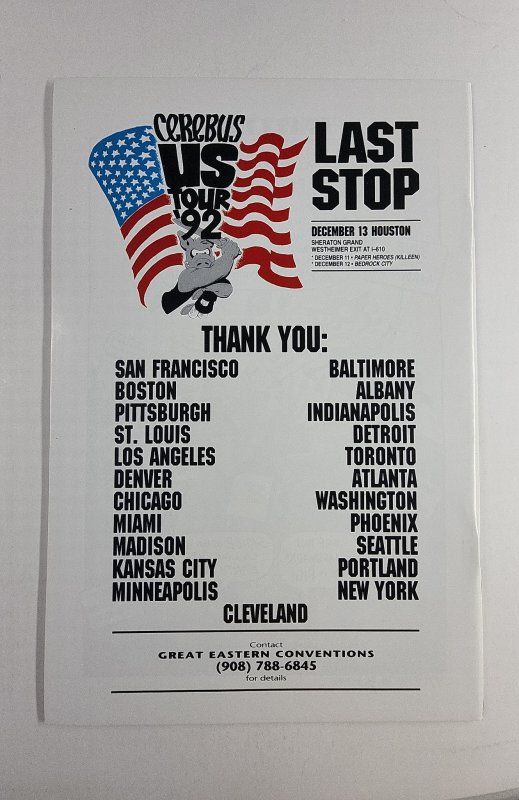 CEREBUS
US
TOUR
'92
LAST
STOP
DECEMBER 13 HOUSTON
SHERATON GRAND
WESTHEIMER EXIT AT I-610
* DECEMBER 11 • PAPER HEROES (KILLEEN)
* DECEMBER 12 • BEDROCK CITY
THANK YOU:
SAN FRANCISCO
BOSTON
PITTSBURGH
ST. LOUIS
LOS ANGELES
DENVER
CHICAGO
MIAMI
MADISON
KANSAS CITY
MINNEAPOLIS
BALTIMORE
ALBANY
INDIANAPOLIS
DETROIT
TORONTO
ATLANTA
WASHINGTON
PHOENIX
SEATTLE
PORTLAND
NEW YORK
CLEVELAND
Contact
GREAT EASTERN CONVENTIONS
(908) 788-6845
for details